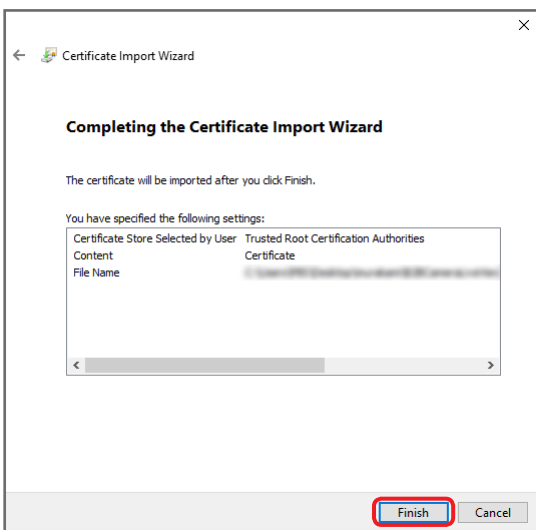 Certificate Import Wizard
Completing the Certificate Import Wizard
The certificate will be imported after you click Finish.
You have specified the following settings:
Certificate Store Selected by User Trusted Root Certification Authorities
Content Certificate
File Name
Finish Cancel